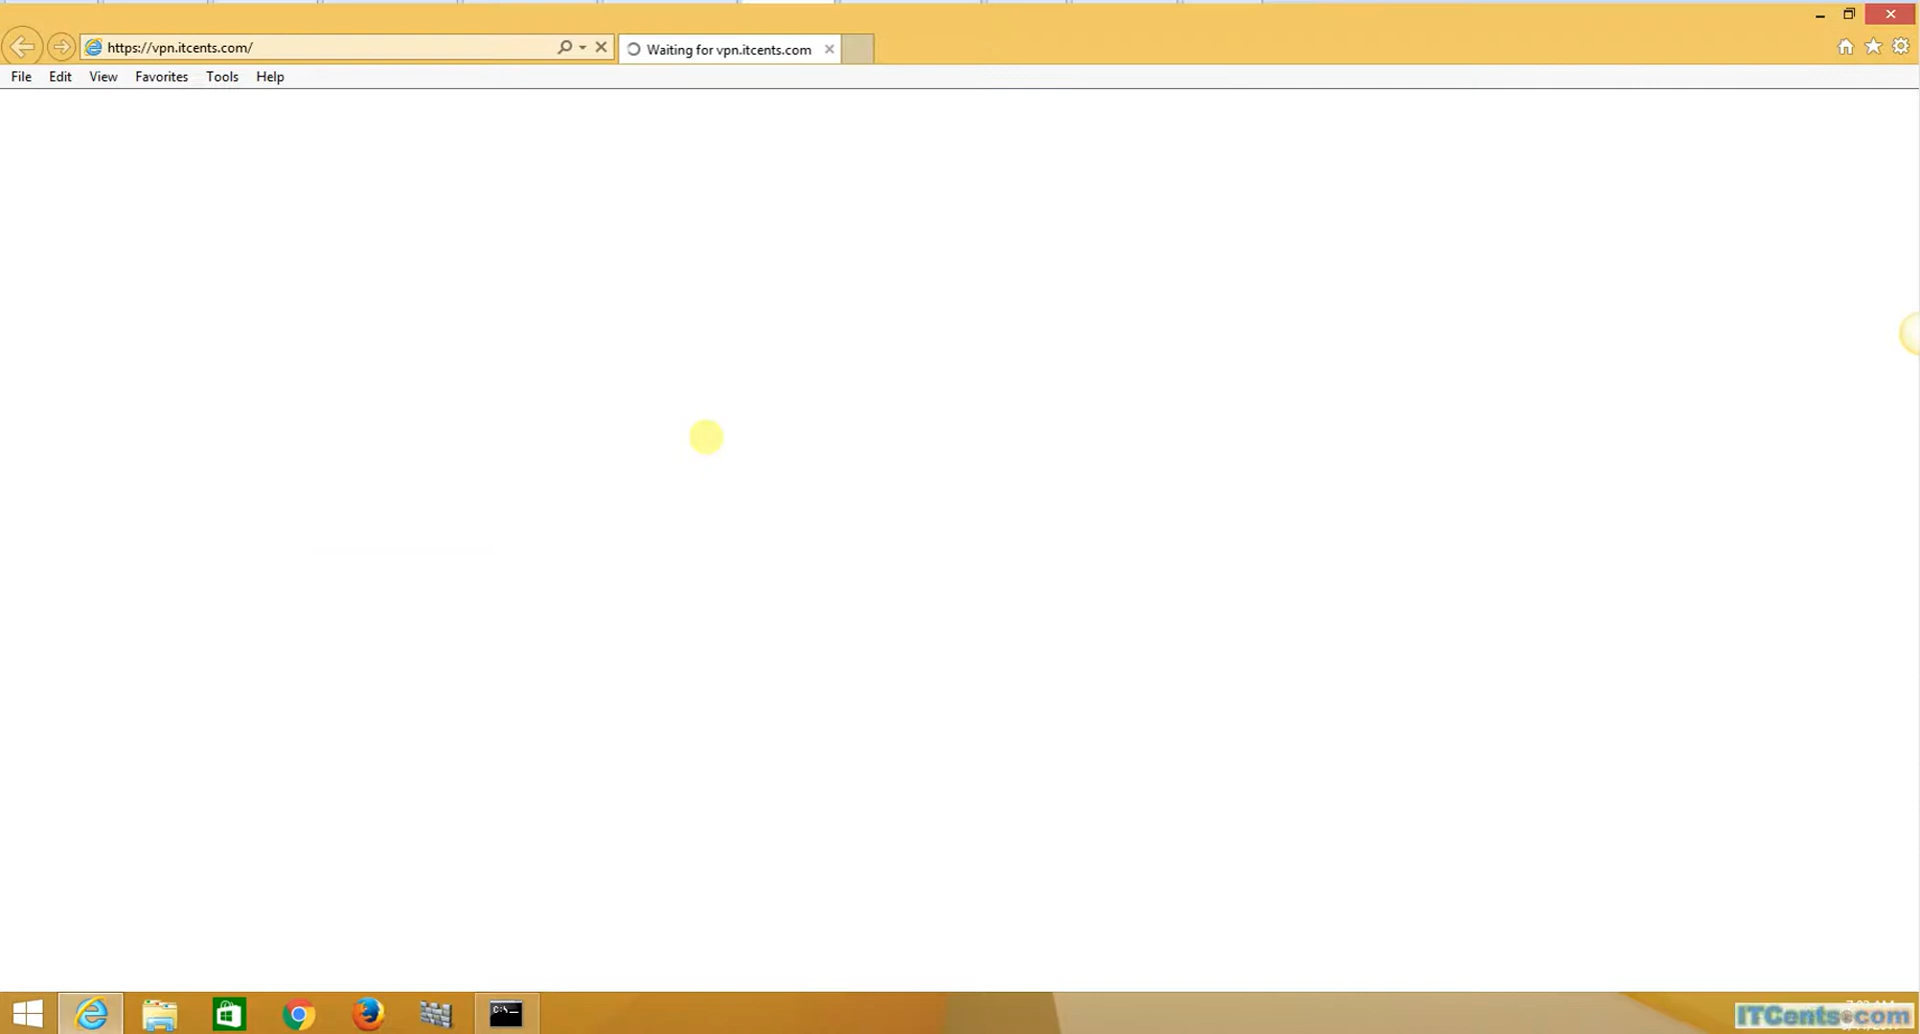 https://vpn.itcents.com/
Waiting for vpn.itcents.com
File Edit View Favorites Tools Help
C:\._
ITCents.com